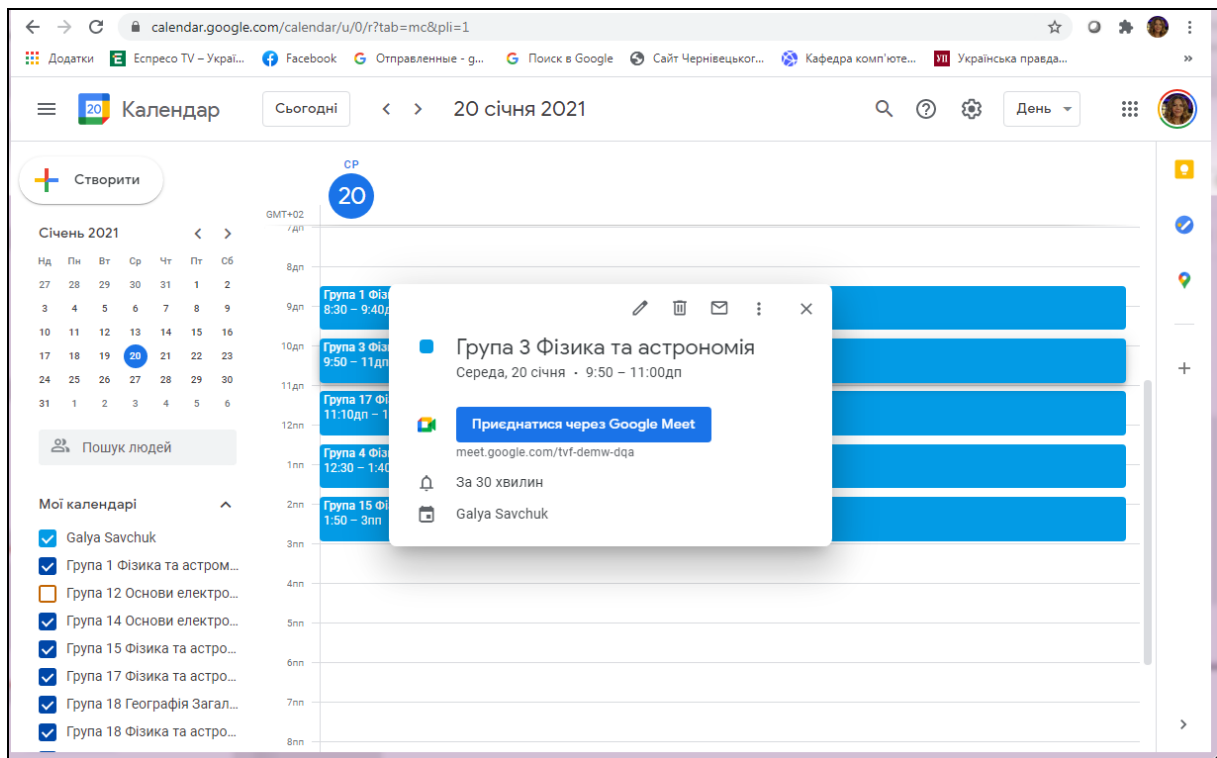 calendar.google.com/calendar/u/0/r?tab=mc&pli=1
Додатки Еспресо TV – Украї... Facebook Отправленные - g... Поиск в Google Сайт Чернівецьког... Кафедра комп'юте... УП Українська правда... »
20 Календар Сьогодні < > 20 січня 2021 День
Створити
СР
20
GMT+02
Січень 2021 < >
Нд Пн Вт Ср Чт Пт Сб
27 28 29 30 31 1 2
3 4 5 6 7 8 9
10 11 12 13 14 15 16
17 18 19 20 21 22 23
24 25 26 27 28 29 30
31 1 2 3 4 5 6
Пошук людей
Мої календарі
Galya Savchuk
Група 1 Фізика та астром...
Група 12 Основи електро...
Група 14 Основи електро...
Група 15 Фізика та астро...
Група 17 Фізика та астро...
Група 18 Географія Загал...
Група 18 Фізика та астро...
7дп
8дп
9дп
10дп
11дп
12пп
1пп
2пп
3пп
4пп
5пп
6пп
7пп
8пп
Група 1 Фіз
8:30 – 9:40
Група 3 Фіз
9:50 – 11дп
Група 17 Фі
11:10дп – 1
Група 4 Фіз
12:30 – 1:40
Група 15 Фі
1:50 – 3пп
Група 3 Фізика та астрономія
Середа, 20 січня · 9:50 – 11:00дп
Приєднатися через Google Meet
meet.google.com/tvf-demw-dqa
За 30 хвилин
Galya Savchuk